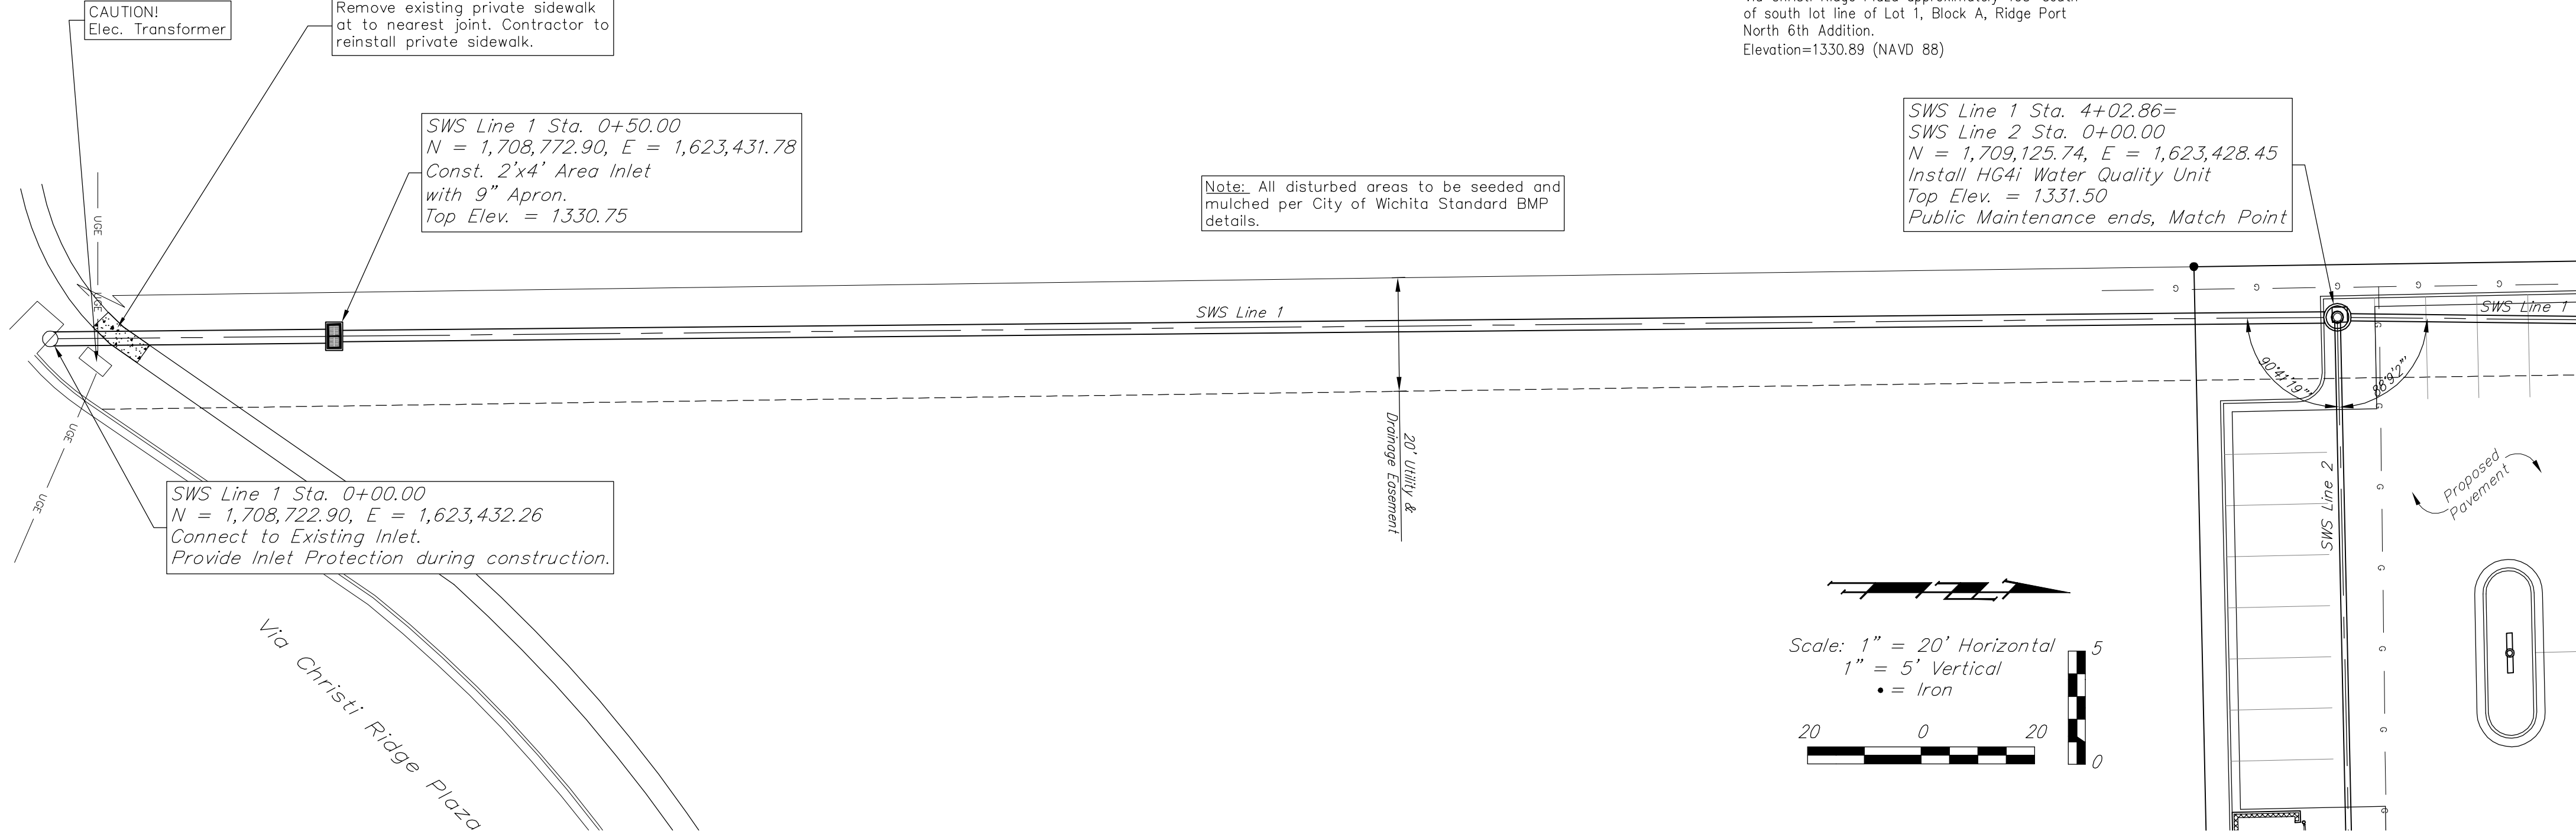 CAUTION!
Elec. Transformer
Remove existing private sidewalk
at to nearest joint. Contractor to
reinstall private sidewalk.
of south lot line of Lot 1, Block A, Ridge Port
North 6th Addition.
Elevation=1330.89 (NAVD 88)
SWS Line 1 Sta. 0+50.00
N = 1,708,772.90, E = 1,623,431.78
Const. 2'x4' Area Inlet
with 9" Apron.
Top Elev. = 1330.75
Note: All disturbed areas to be seeded and
mulched per City of Wichita Standard BMP
details.
SWS Line 1 Sta. 4+02.86=
SWS Line 2 Sta. 0+00.00
N = 1,709,125.74, E = 1,623,428.45
Install HG4i Water Quality Unit
Top Elev. = 1331.50
Public Maintenance ends, Match Point
UGE
UGE
UGE
UGE
SWS Line 1
SWS Line 1
G
G
G
G
G
G
G
G
G
G
G
G
G
G
90°41'19"
88°9'2"
20' Utility &
Drainage Easement
SWS Line 2
Proposed
Pavement
SWS Line 1 Sta. 0+00.00
N = 1,708,722.90, E = 1,623,432.26
Connect to Existing Inlet.
Provide Inlet Protection during construction.
Via Christi Ridge Plaza
Scale: 1" = 20' Horizontal
1" = 5' Vertical
• = Iron
20 0 20
5
0